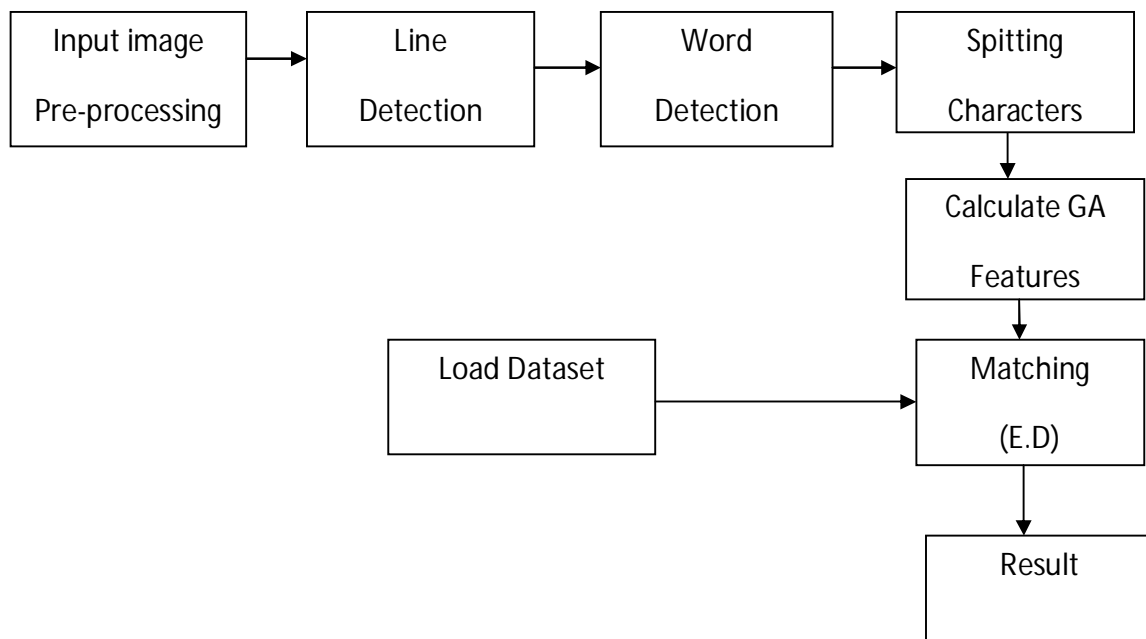 Input image
Pre-processing
Line
Detection
Word
Detection
Spitting
Characters
Calculate GA
Features
Load Dataset
Matching
(E.D)
Result